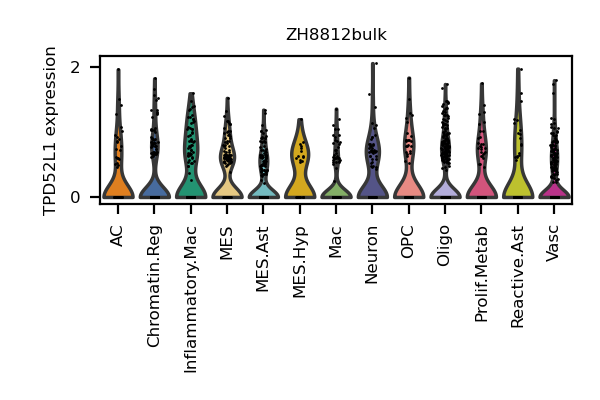 ZH8812bulk
TPD52L1 expression
2
0
AC
Chromatin.Reg
Inflammatory.Mac
MES
MES.Ast
MES.Hyp
Mac
Neuron
OPC
Oligo
Prolif.Metab
Reactive.Ast
Vasc